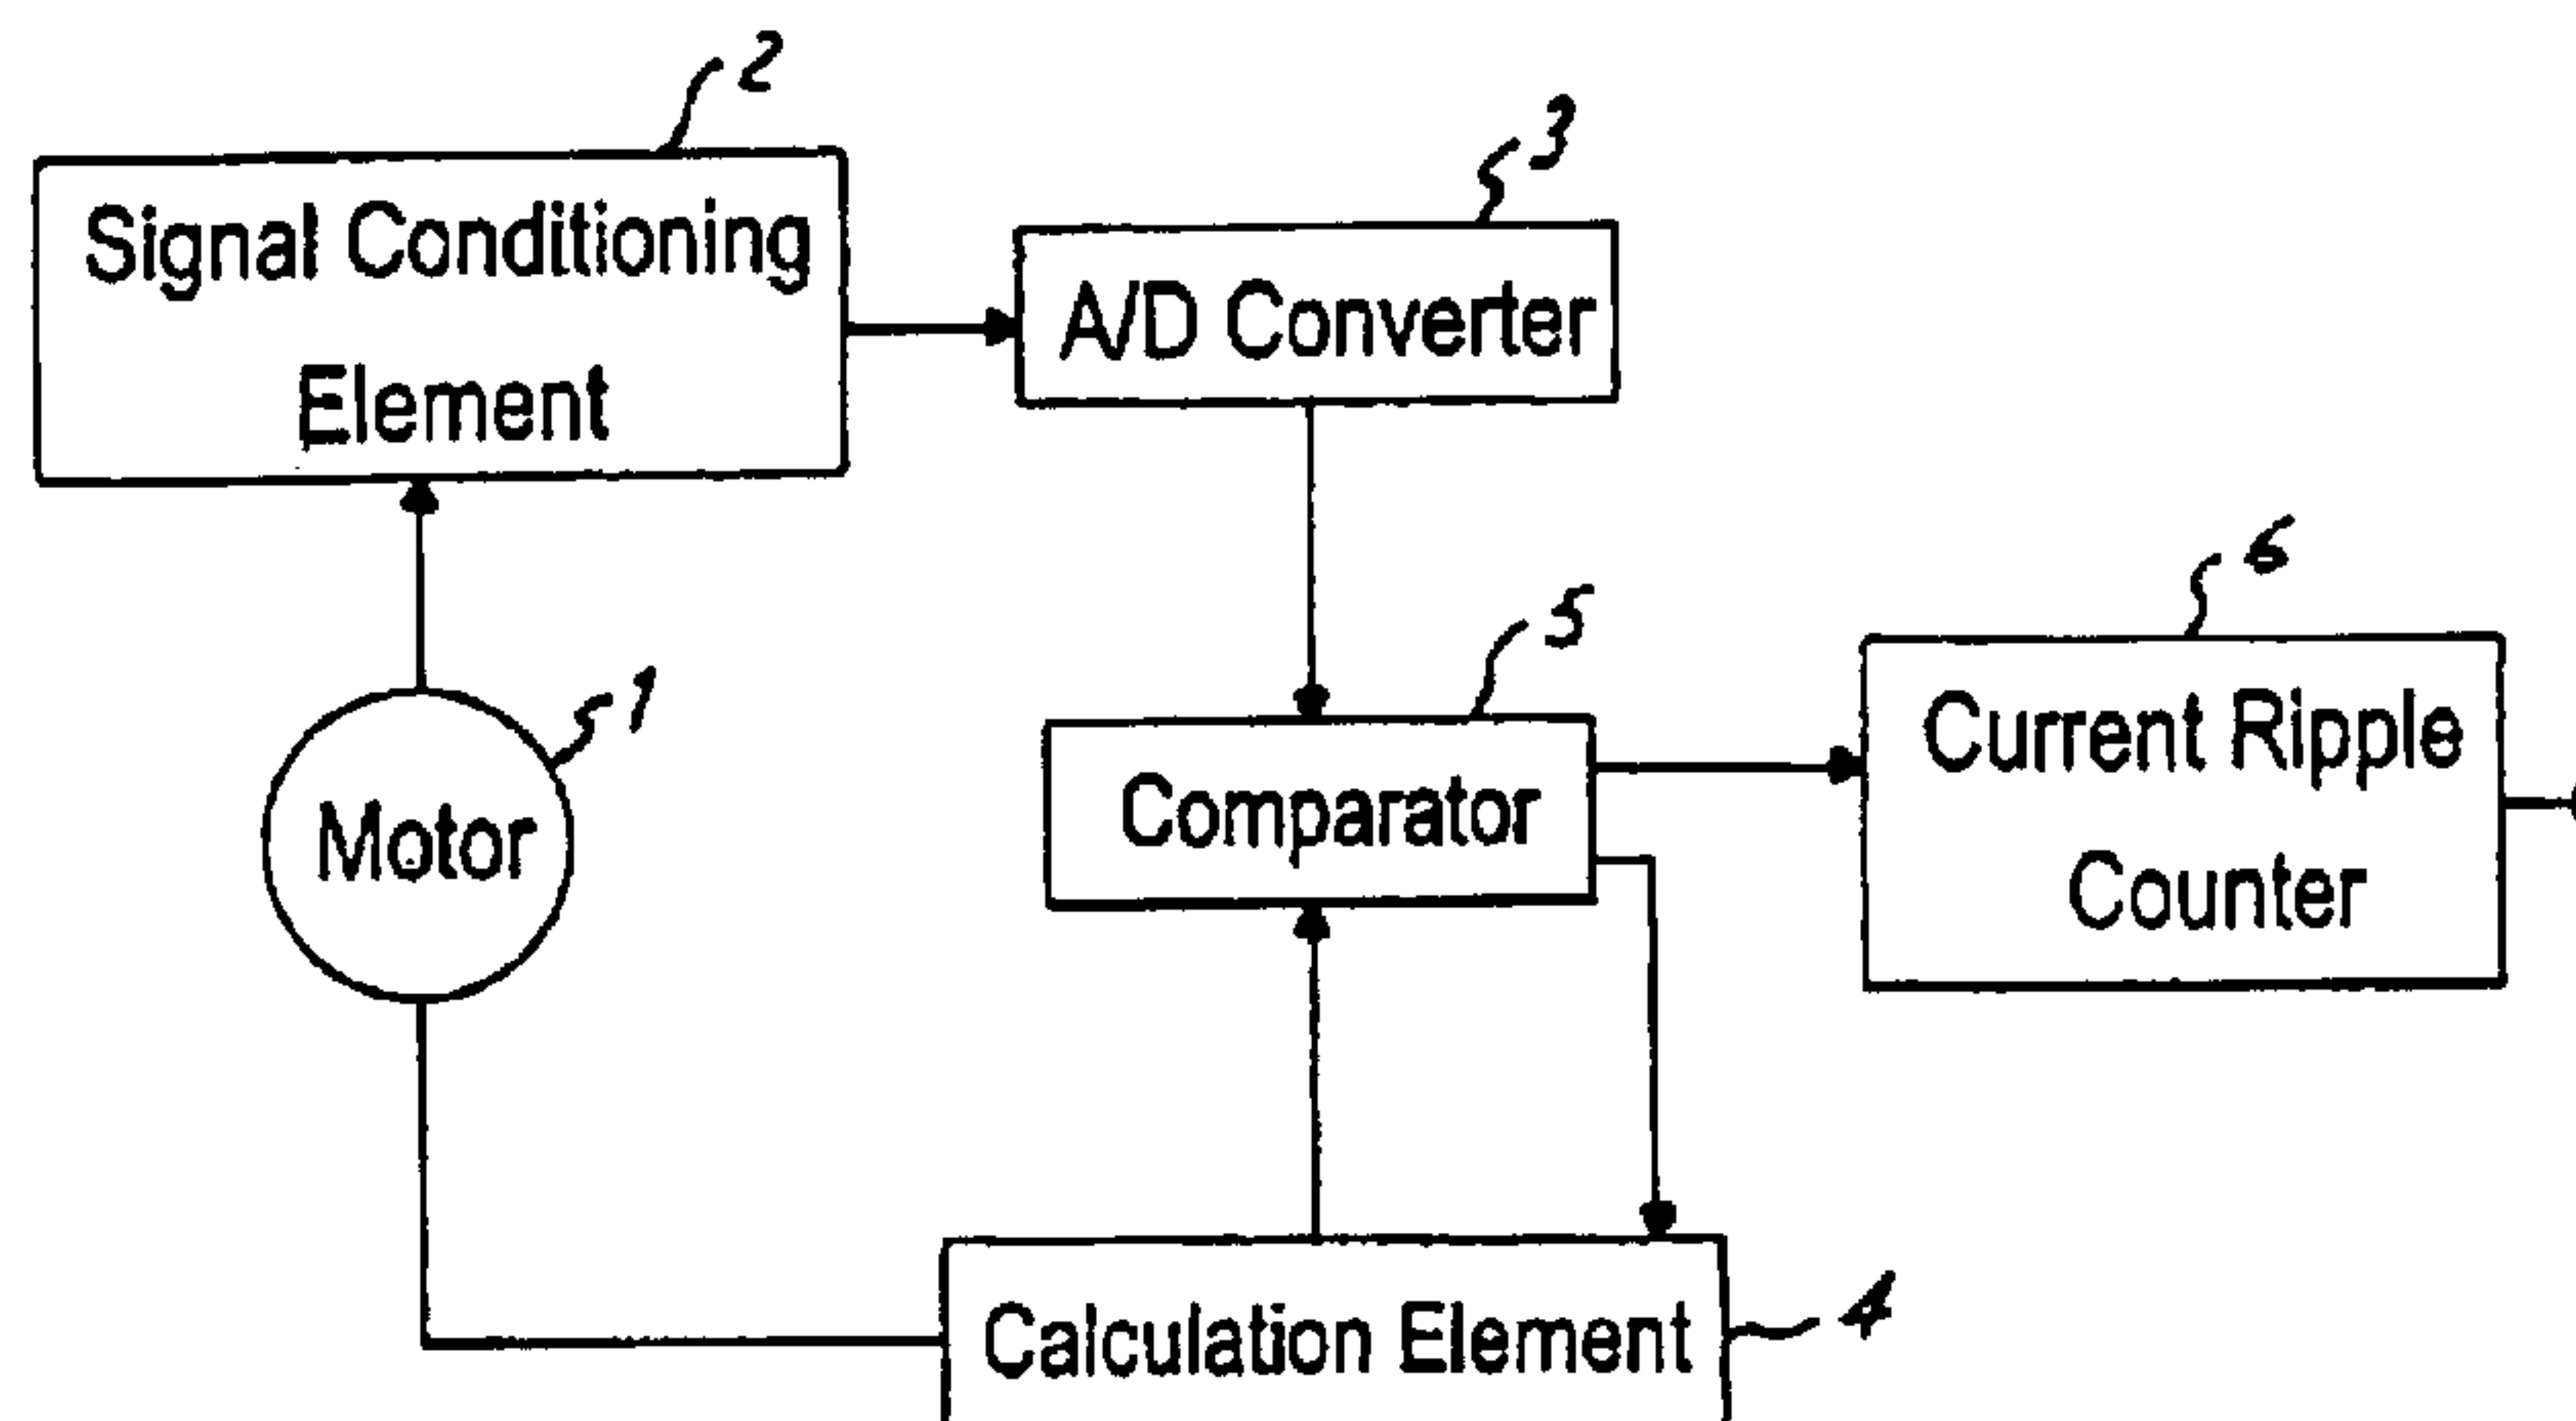 2
Signal Conditioning
Element
3
A/D Converter
1
Motor
5
Comparator
6
Current Ripple
Counter
Calculation Element
4